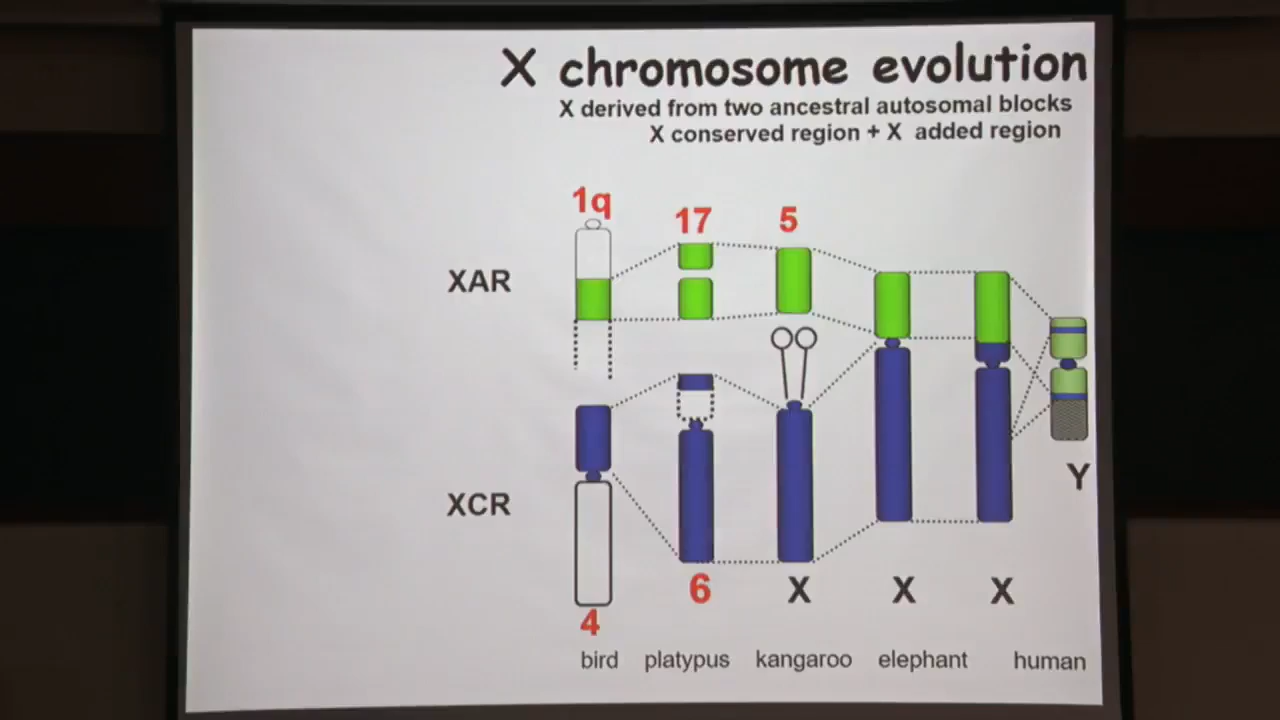 X chromosome evolution
X derived from two ancestral autosomal blocks
X conserved region + X added region
1q
17
5
XAR
XCR
Y
4
6
X
X
X
bird
platypus
kangaroo
elephant
human